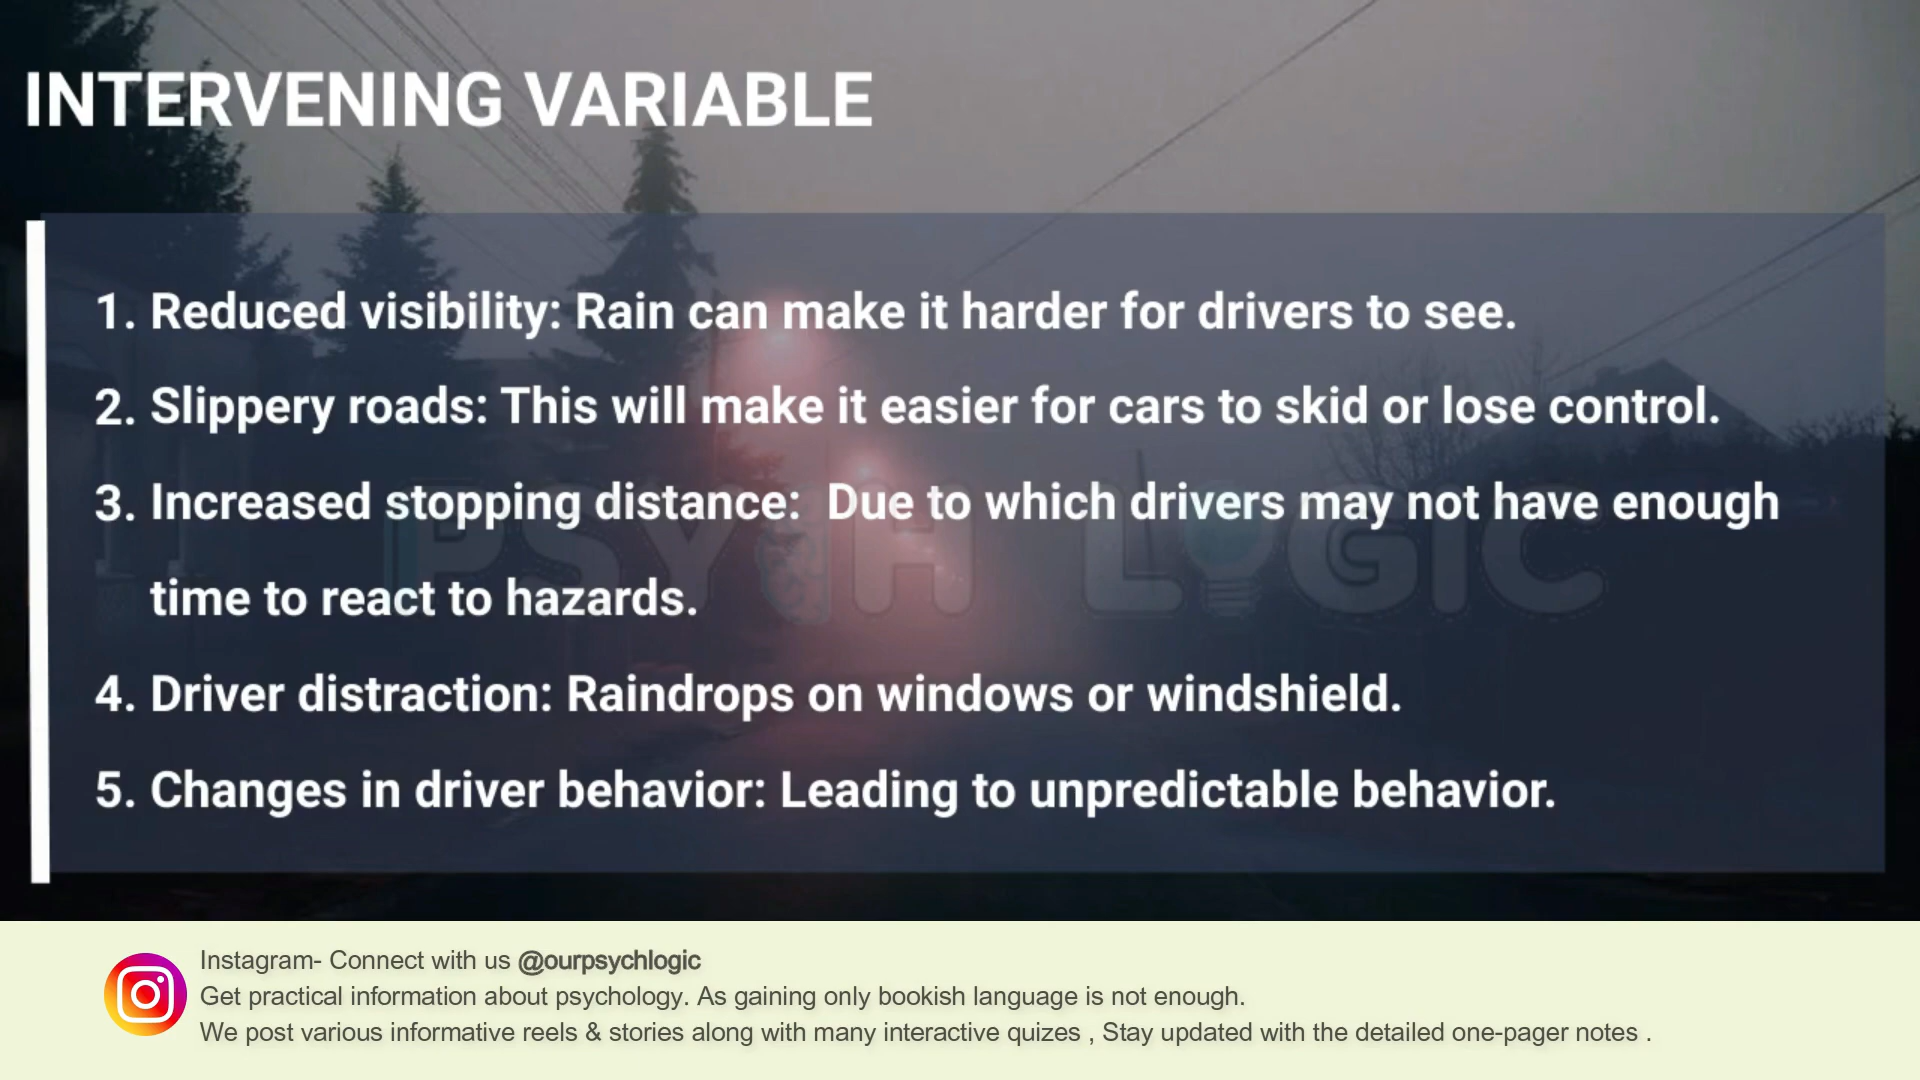 INTERVENING VARIABLE
1. Reduced visibility: Rain can make it harder for drivers to see.
2. Slippery roads: This will make it easier for cars to skid or lose control.
3. Increased stopping distance:  Due to which drivers may not have enough
time to react to hazards.
PSYCH LOGIC
4. Driver distraction: Raindrops on windows or windshield.
5. Changes in driver behavior: Leading to unpredictable behavior.
Instagram- Connect with us @ourpsychlogic
Get practical information about psychology. As gaining only bookish language is not enough.
We post various informative reels & stories along with many interactive quizes , Stay updated with the detailed one-pager notes .